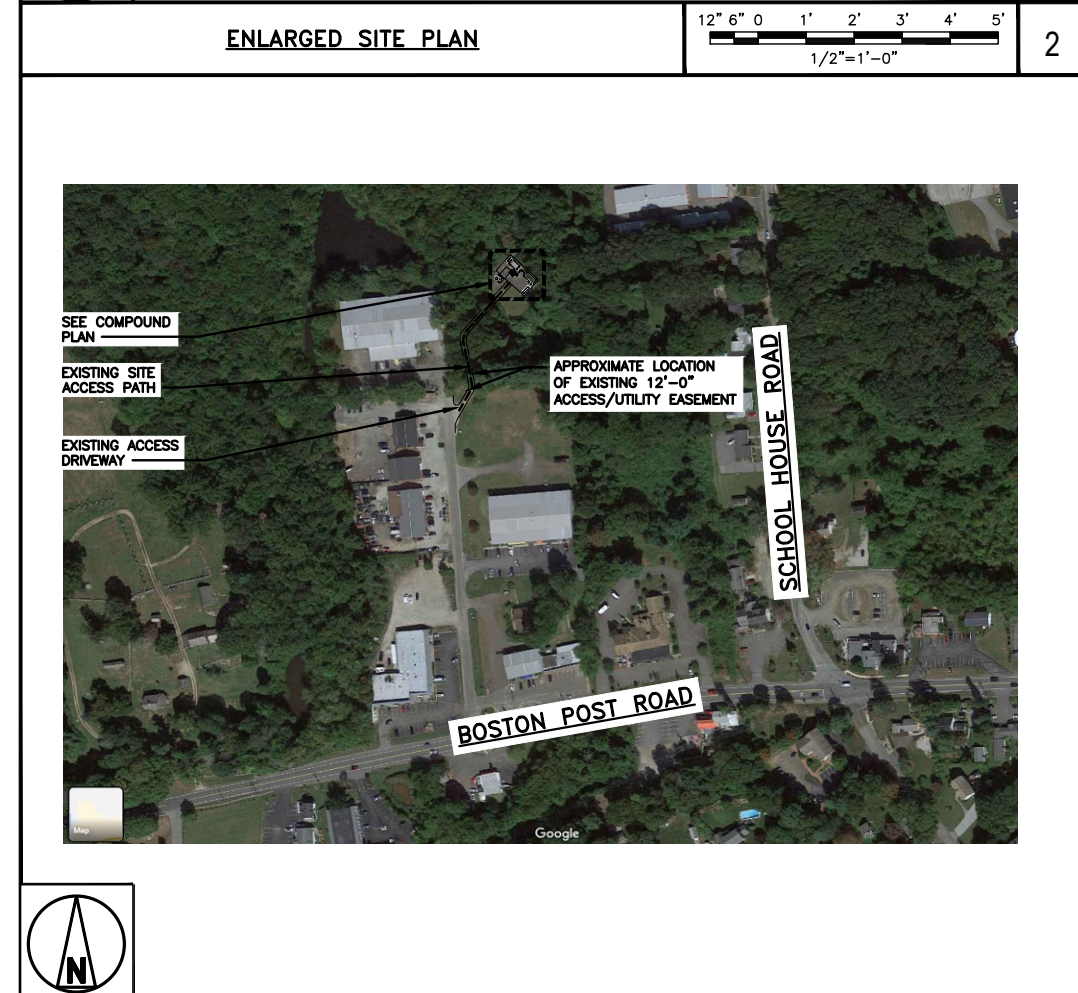 ENLARGED SITE PLAN
12" 6" 0 1' 2' 3' 4' 5'
1/2"=1'-0"
2
SEE COMPOUND
PLAN
EXISTING SITE
ACCESS PATH
APPROXIMATE LOCATION
OF EXISTING 12'-0"
ACCESS/UTILITY EASEMENT
EXISTING ACCESS
DRIVEWAY
SCHOOL HOUSE ROAD
BOSTON POST ROAD
Map
Google
N